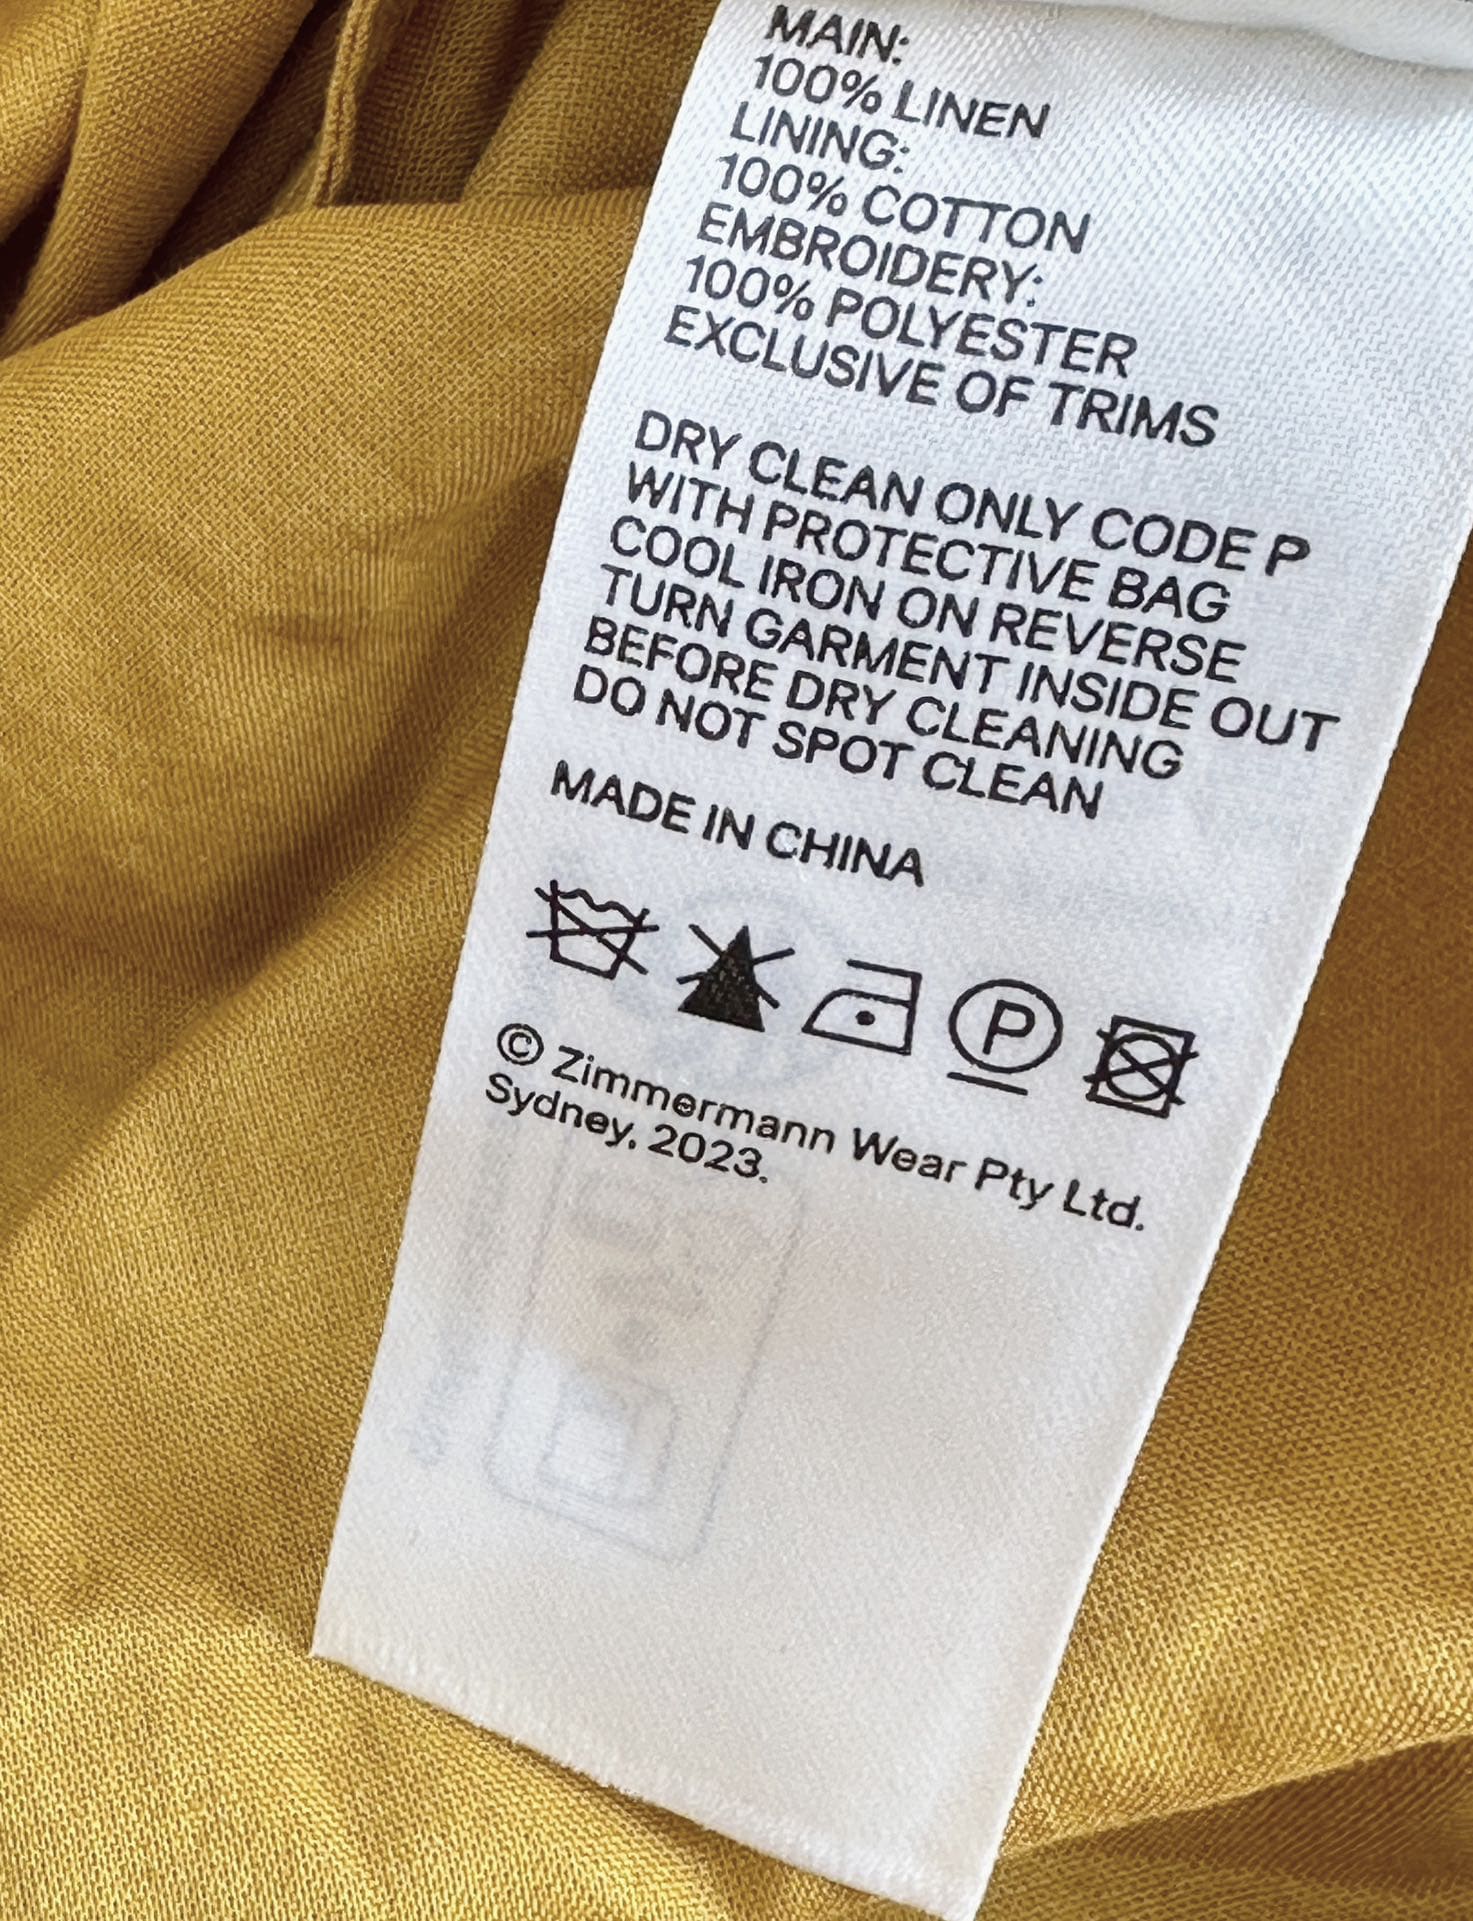 MAIN:
100% LINEN
LINING:
100% COTTON
EMBROIDERY:
100% POLYESTER
EXCLUSIVE OF TRIMS
DRY CLEAN ONLY CODE P
WITH PROTECTIVE BAG
COOL IRON ON REVERSE
TURN GARMENT INSIDE OUT
BEFORE DRY CLEANING
DO NOT SPOT CLEAN
MADE IN CHINA
P
© Zimmermann Wear Pty Ltd.
Sydney, 2023.